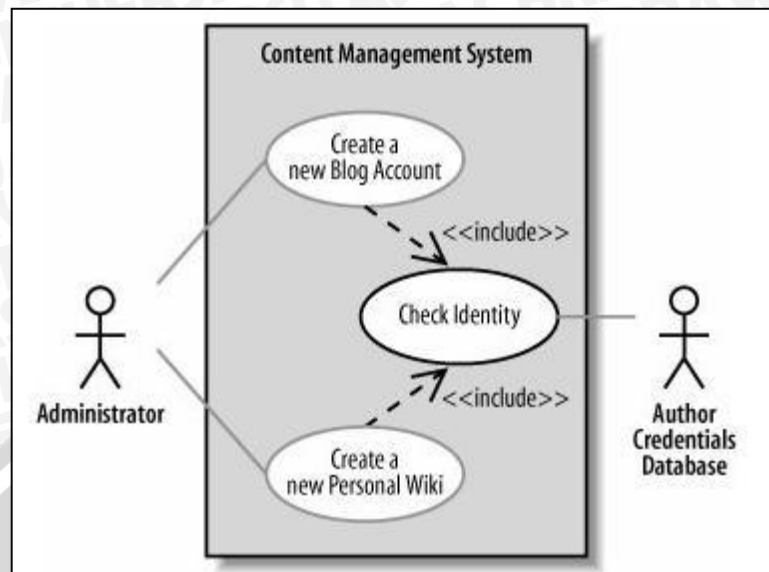 Content Management System
Create a
new Blog Account
<<include>>
Check Identity
Administrator
<<include>>
Author
Credentials
Database
Create a
new Personal Wiki